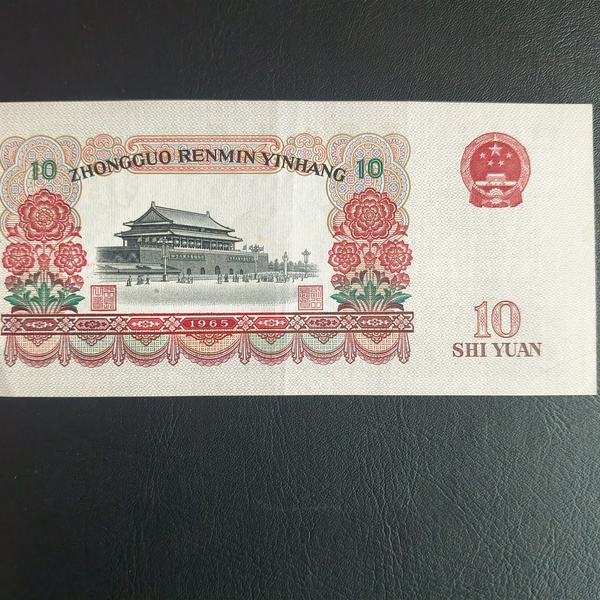 10 ZHONGGUO RENMIN YINHANG 10
1965
10
SHI YUAN